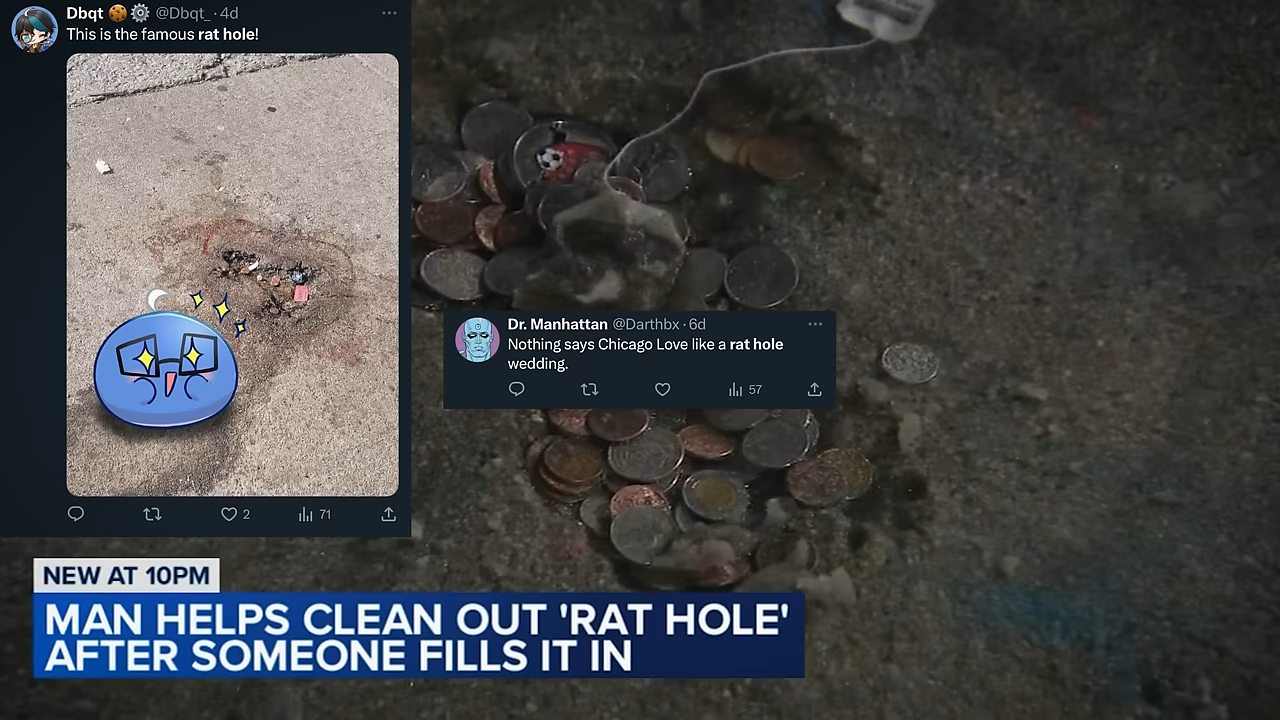 Dbqt @Dbqt_ · 4d
This is the famous rat hole!
2
71
Dr. Manhattan @Darthbx · 6d
Nothing says Chicago Love like a rat hole
wedding.
57
NEW AT 10PM
MAN HELPS CLEAN OUT 'RAT HOLE'
AFTER SOMEONE FILLS IT IN